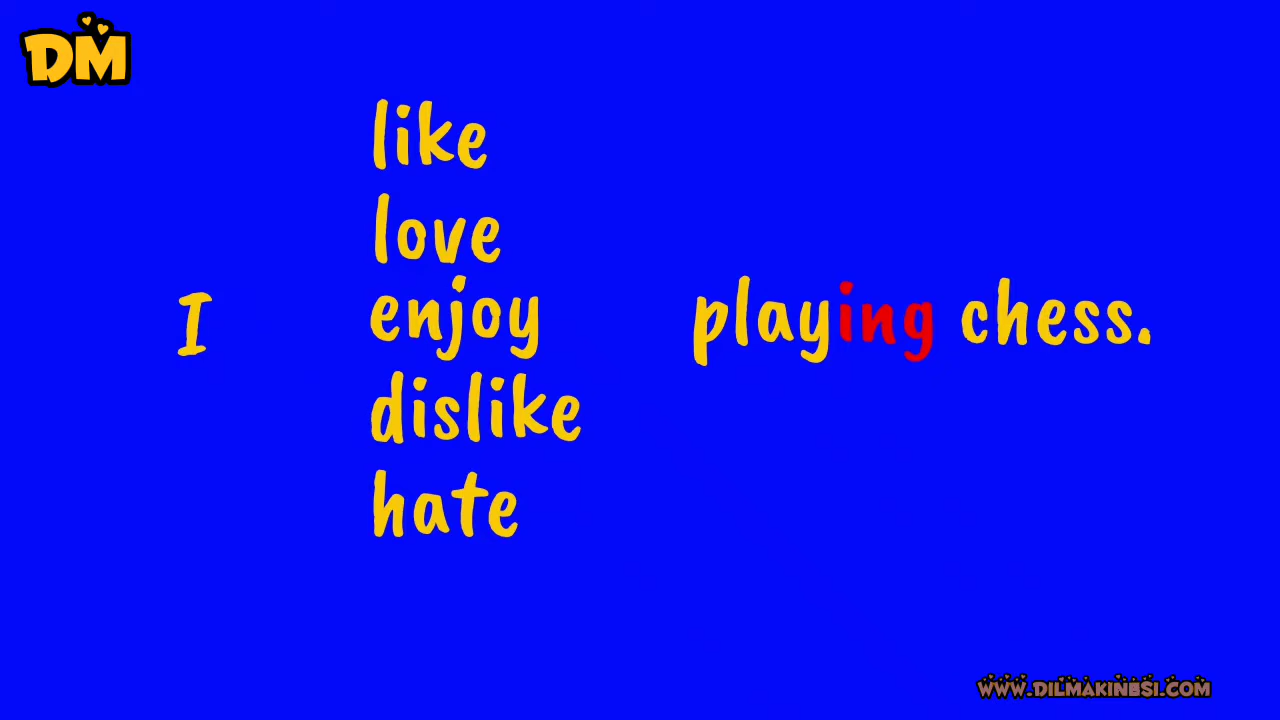 DM
like
love
I enjoy playing chess.
dislike
hate
WWW.DILMAKINESI.COM